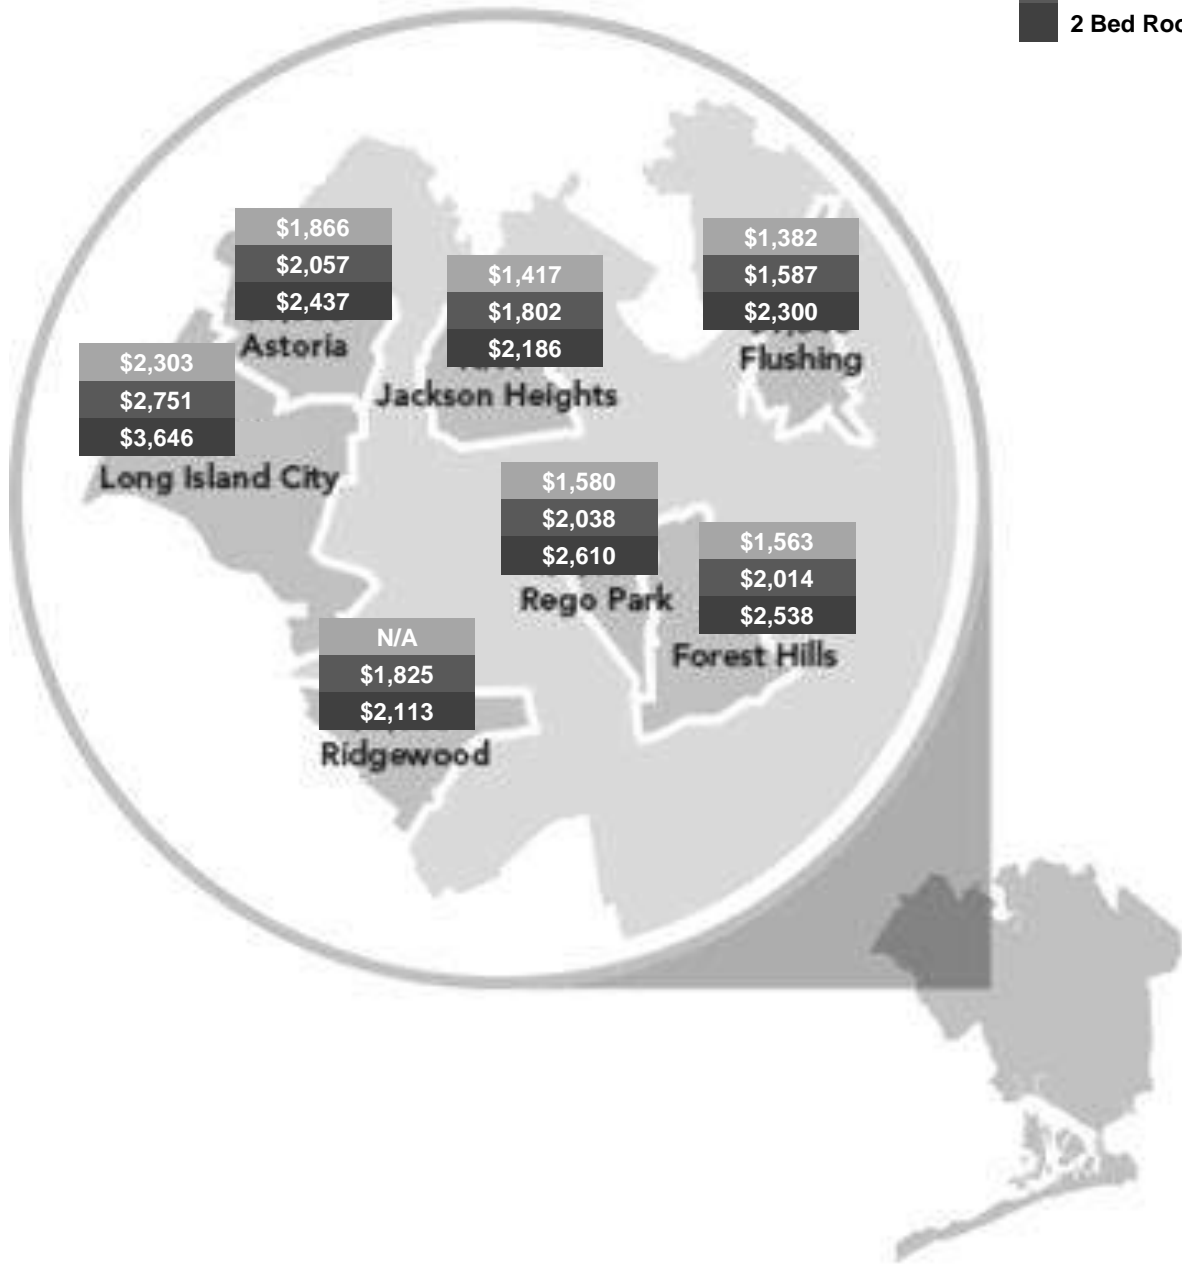 2 Bed Roo
$1,866
$2,057
$2,437
Astoria
$1,417
$1,802
$2,186
Jackson Heights
$1,382
$1,587
$2,300
Flushing
$2,303
$2,751
$3,646
Long Island City
$1,580
$2,038
$2,610
Rego Park
$1,563
$2,014
$2,538
Forest Hills
N/A
$1,825
$2,113
Ridgewood